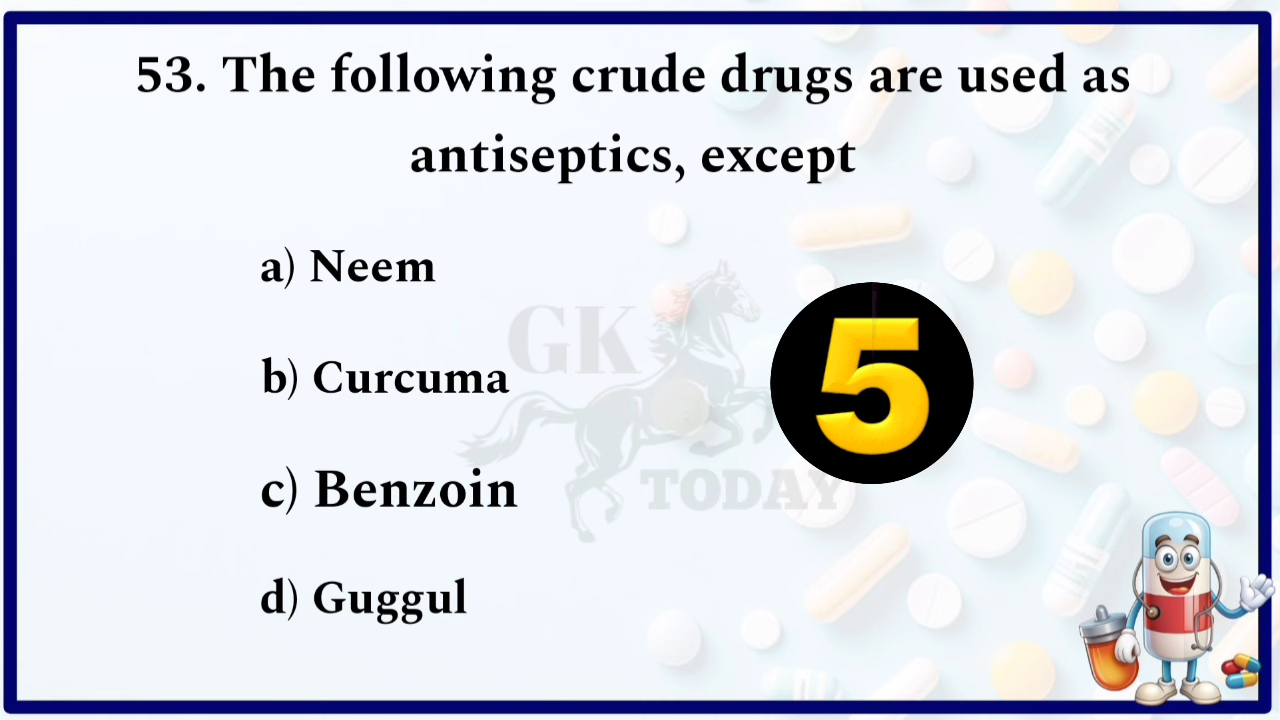 53. The following crude drugs are used as
antiseptics, except
a) Neem
b) Curcuma
c) Benzoin
d) Guggul
GK
TODAY
5